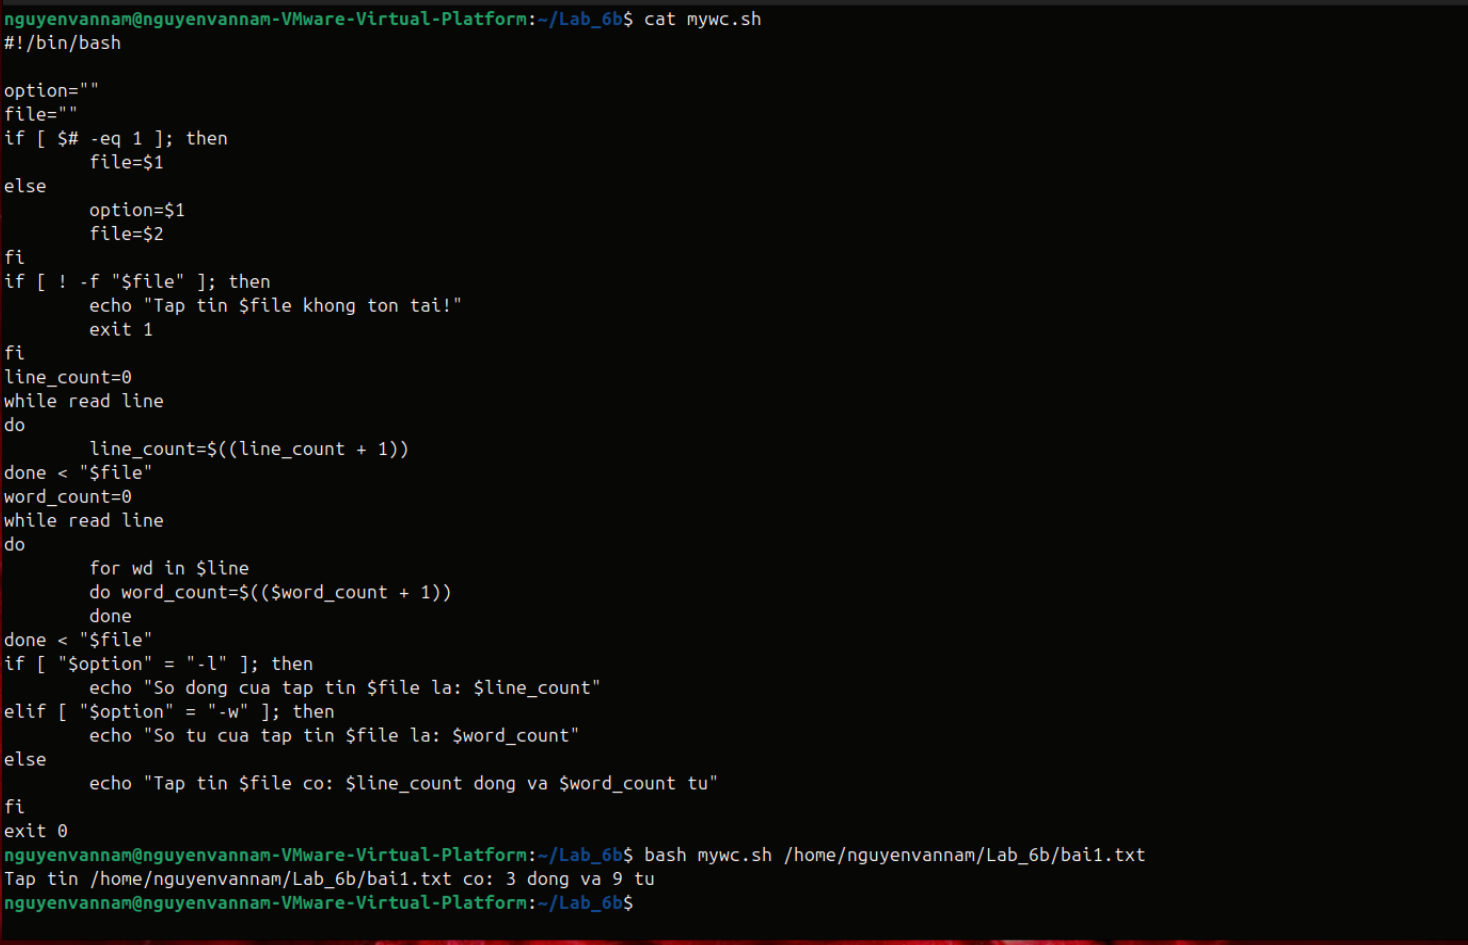 nguyenvannam@nguyenvannam-VMware-Virtual-Platform:~/Lab_6b$ cat mywc.sh
#!/bin/bash

option=""
file=""
if [ $# -eq 1 ]; then
        file=$1
else
        option=$1
        file=$2
fi
if [ ! -f "$file" ]; then
        echo "Tap tin $file khong ton tai!"
        exit 1
fi
line_count=0
while read line
do
        line_count=$((line_count + 1))
done < "$file"
word_count=0
while read line
do
        for wd in $line
        do word_count=$(($word_count + 1))
        done
done < "$file"
if [ "$option" = "-l" ]; then
        echo "So dong cua tap tin $file la: $line_count"
elif [ "$option" = "-w" ]; then
        echo "So tu cua tap tin $file la: $word_count"
else
        echo "Tap tin $file co: $line_count dong va $word_count tu"
fi
exit 0
nguyenvannam@nguyenvannam-VMware-Virtual-Platform:~/Lab_6b$ bash mywc.sh /home/nguyenvannam/Lab_6b/bai1.txt
Tap tin /home/nguyenvannam/Lab_6b/bai1.txt co: 3 dong va 9 tu
nguyenvannam@nguyenvannam-VMware-Virtual-Platform:~/Lab_6b$